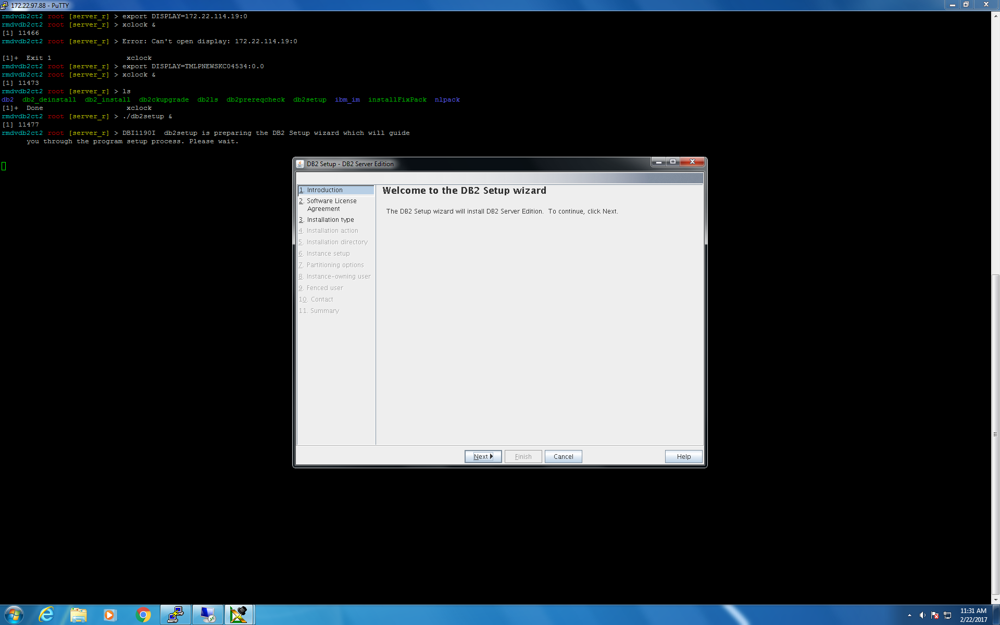 172.22.97.88 - PuTTY
rmdvdb2ct2 root [server_r] > export DISPLAY=172.22.114.19:0
rmdvdb2ct2 root [server_r] > xclock &
[1] 11466
rmdvdb2ct2 root [server_r] > Error: Can't open display: 172.22.114.19:0
[1]+  Exit 1                  xclock
rmdvdb2ct2 root [server_r] > export DISPLAY=TMLPNEWSKC04534:0.0
rmdvdb2ct2 root [server_r] > xclock &
[1] 11473
rmdvdb2ct2 root [server_r] > ls
db2  db2_deinstall  db2_install  db2ckupgrade  db2ls  db2prereqcheck  db2setup  ibm_im  installFixPack  nlpack
[1]+  Done                    xclock
rmdvdb2ct2 root [server_r] > ./db2setup &
[1] 11477
rmdvdb2ct2 root [server_r] > DBI1190I  db2setup is preparing the DB2 Setup wizard which will guide
you through the program setup process. Please wait.
DB2 Setup - DB2 Server Edition
1. Introduction
2. Software License
Agreement
3. Installation type
4. Installation action
5. Installation directory
6. Instance setup
7. Partitioning options
8. Instance-owning user
9. Fenced user
10. Contact
11. Summary
Welcome to the DB2 Setup wizard
The DB2 Setup wizard will install DB2 Server Edition.  To continue, click Next.
Next
Finish
Cancel
Help
11:31 AM
2/22/2017